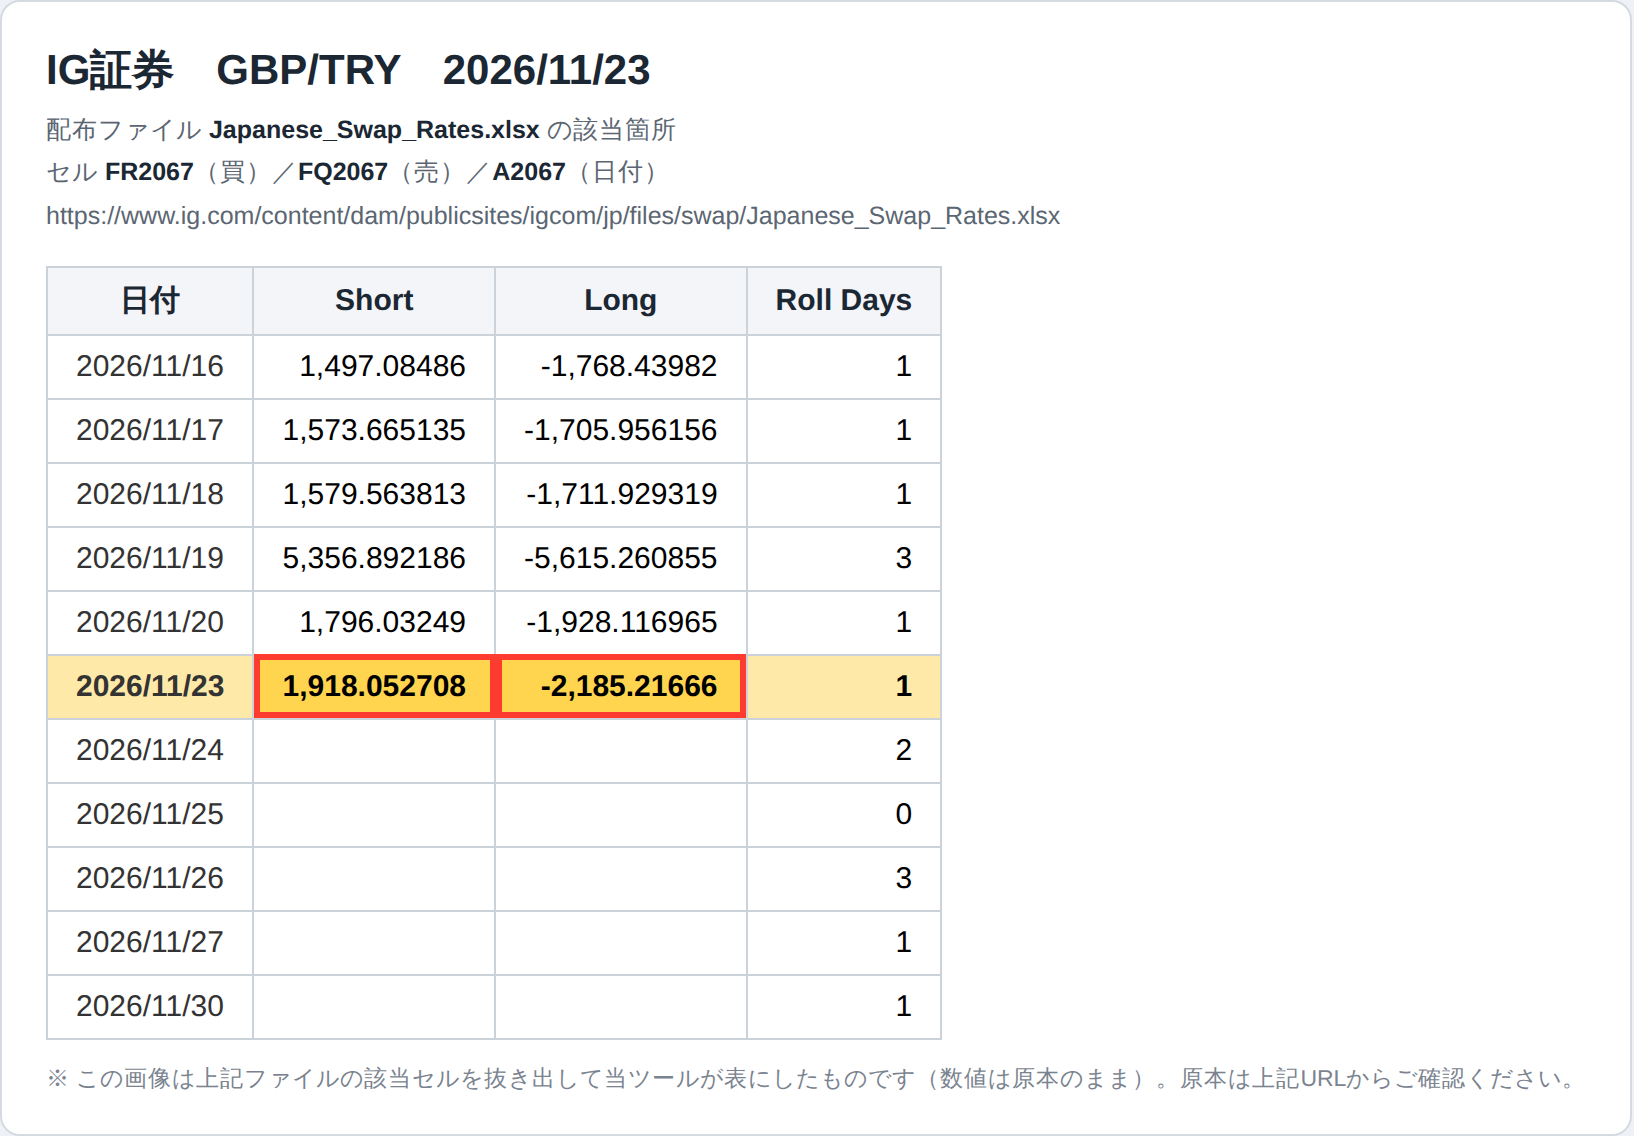 IG証券　GBP/TRY　2026/11/23
配布ファイル Japanese_Swap_Rates.xlsx の該当箇所
セル FR2067（買）／FQ2067（売）／A2067（日付）
https://www.ig.com/content/dam/publicsites/igcom/jp/files/swap/Japanese_Swap_Rates.xlsx
日付 Short Long Roll Days
2026/11/16 1,497.08486 -1,768.43982 1
2026/11/17 1,573.665135 -1,705.956156 1
2026/11/18 1,579.563813 -1,711.929319 1
2026/11/19 5,356.892186 -5,615.260855 3
2026/11/20 1,796.03249 -1,928.116965 1
2026/11/23 1,918.052708 -2,185.21666 1
2026/11/24 2
2026/11/25 0
2026/11/26 3
2026/11/27 1
2026/11/30 1
※ この画像は上記ファイルの該当セルを抜き出して当ツールが表にしたものです（数値は原本のまま）。原本は上記URLからご確認ください。